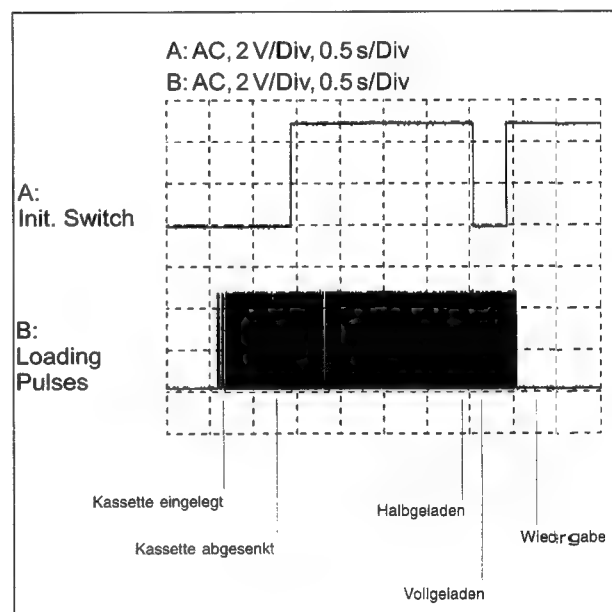 A: AC, 2 V/Div, 0.5 s/Div
B: AC, 2 V/Div, 0.5 s/Div
A:
Init. Switch
B:
Loading
Pulses
Kassette eingelegt
Halbgeladen
Wiedrgabe
Kassette abgesenkt
Vollgeladen